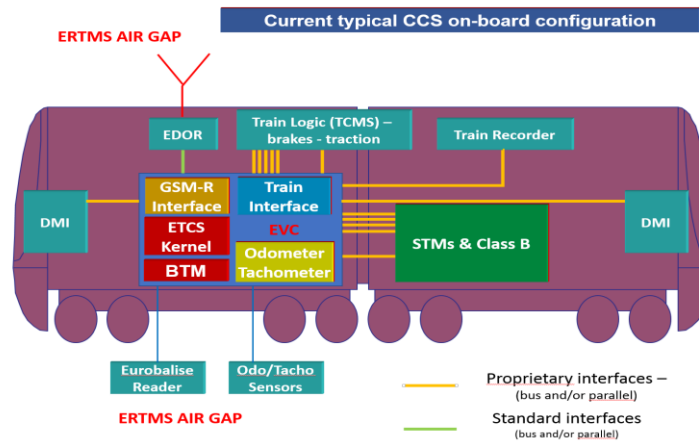 Current typical CCS on-board configuration
ERTMS AIR GAP
EDOR
Train Logic (TCMS) –
brakes - traction
Train Recorder
GSM-R
Interface
Train
Interface
DMI
ETCS
Kernel
EVC
STMs & Class B
DMI
BTM
Odometer
Tachometer
Eurobalise
Reader
Odo/Tacho
Sensors
ERTMS AIR GAP
Proprietary interfaces –
(bus and/or parallel)
Standard interfaces
(bus and/or parallel)